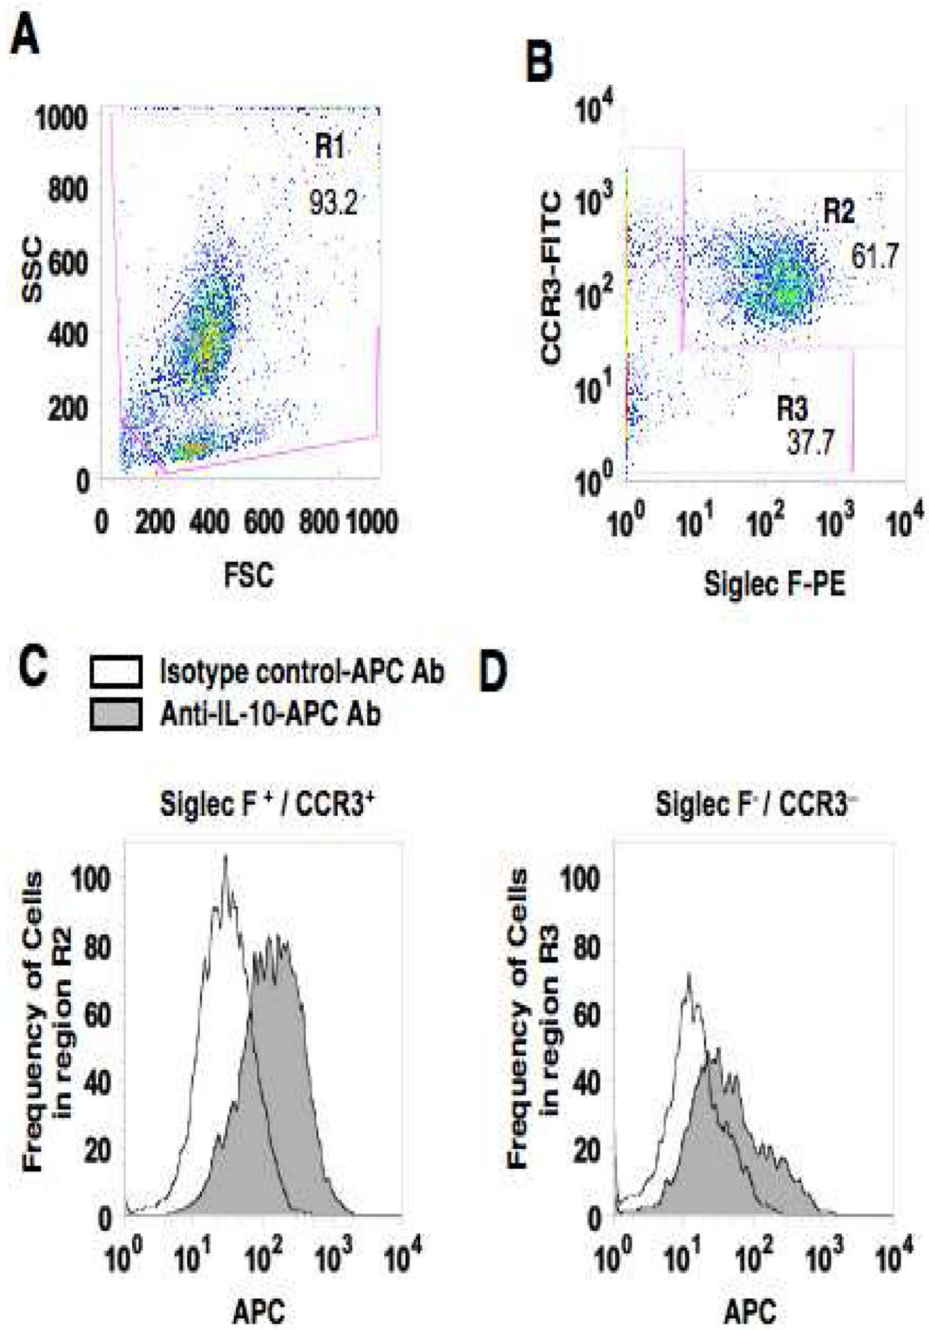 A
1000
800
600
400
200
0
SSC
R1
93.2
0 200 400 600 800 1000
FSC
B
10^4
10^3
10^2
10^1
10^0
CCR3-FITC
R2
61.7
R3
37.7
10^0 10^1 10^2 10^3 10^4
Siglec F-PE
C
Isotype control-APC Ab
Anti-IL-10-APC Ab
Siglec F + / CCR3+
Frequency of Cells
in region R2
100
80
60
40
20
0
10^0 10^1 10^2 10^3 10^4
APC
D
Siglec F- / CCR3-
Frequency of Cells
in region R3
100
80
60
40
20
0
10^0 10^1 10^2 10^3 10^4
APC